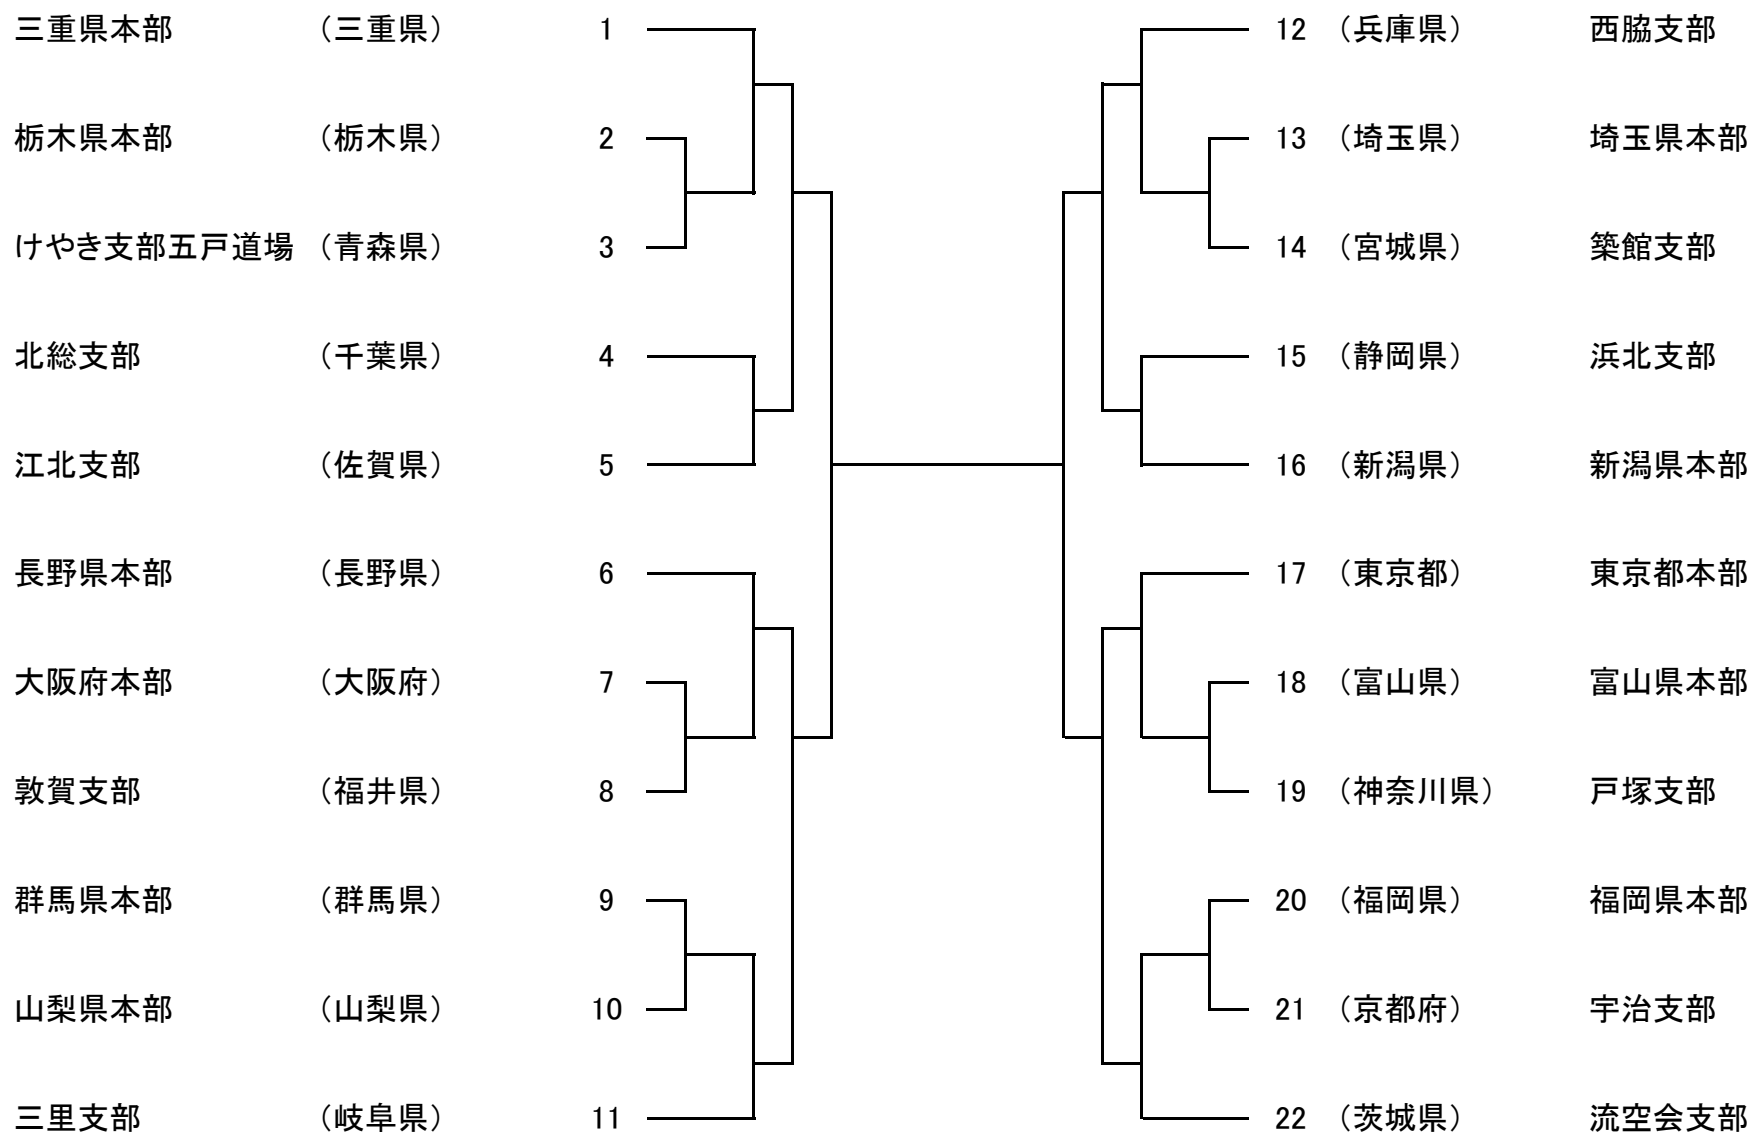 三重県本部 （三重県） 1
栃木県本部 （栃木県） 2
けやき支部五戸道場 （青森県） 3
北総支部 （千葉県） 4
江北支部 （佐賀県） 5
長野県本部 （長野県） 6
大阪府本部 （大阪府） 7
敦賀支部 （福井県） 8
群馬県本部 （群馬県） 9
山梨県本部 （山梨県） 10
三里支部 （岐阜県） 11
12 （兵庫県） 西脇支部
13 （埼玉県） 埼玉県本部
14 （宮城県） 築館支部
15 （静岡県） 浜北支部
16 （新潟県） 新潟県本部
17 （東京都） 東京都本部
18 （富山県） 富山県本部
19 （神奈川県） 戸塚支部
20 （福岡県） 福岡県本部
21 （京都府） 宇治支部
22 （茨城県） 流空会支部